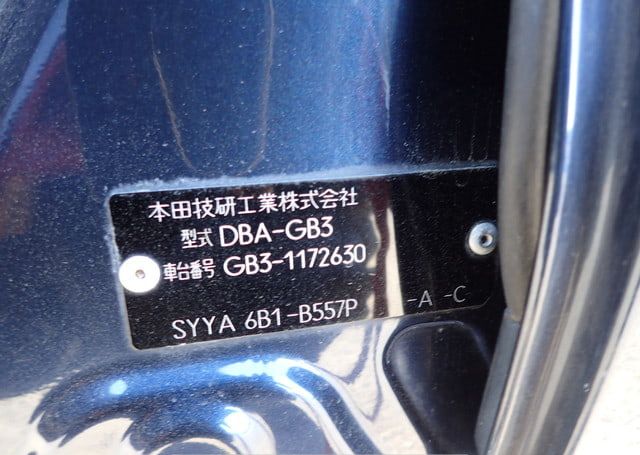 本田技研工業株式会社
型式 DBA-GB3
車台番号 GB3-1172630
SYYA 6B1-B557P -A -C